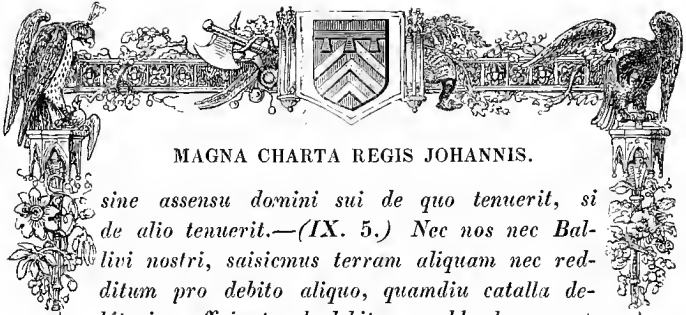 MAGNA CHARTA REGIS JOHANNIS.
sine assensu domini sui de quo tenuerit, si
de alio tenuerit.—(IX. 5.) Nec nos nec Bal-
livi nostri, saisiemus terram aliquam nec red-
ditum pro debito aliquo, quamdiu catalla de-